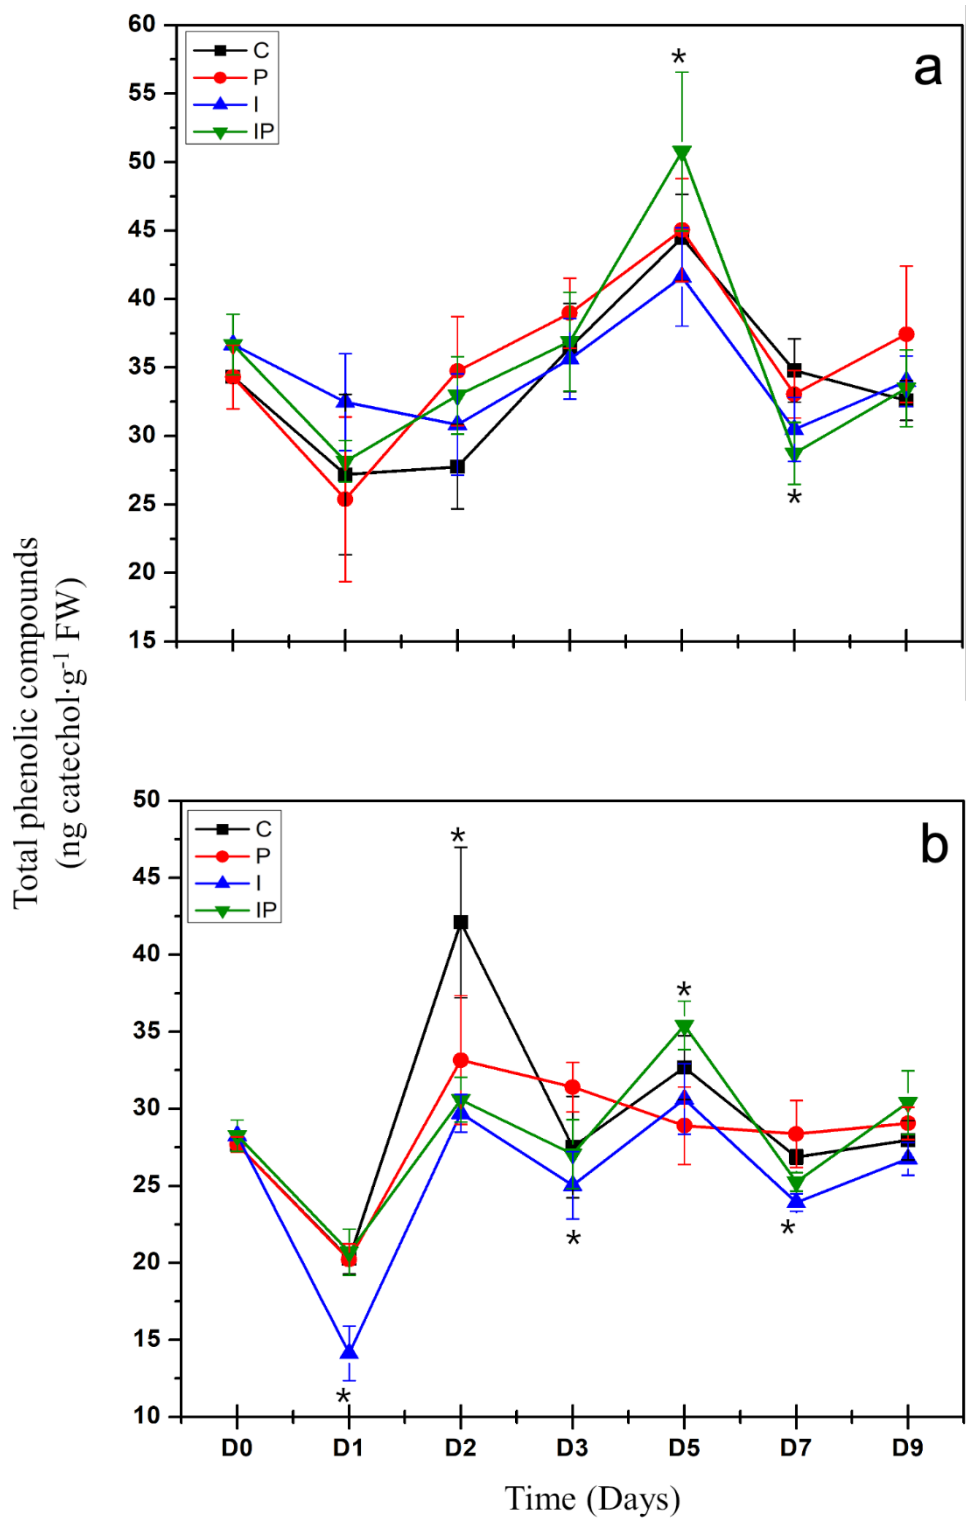 Total phenolic compounds
(ng catechol·g⁻¹ FW)
60
55
50
45
40
35
30
25
20
15
C
P
I
IP
a
*
*
50
45
40
35
30
25
20
15
10
C
P
I
IP
b
*
*
*
*
*
D0 D1 D2 D3 D5 D7 D9
Time (Days)